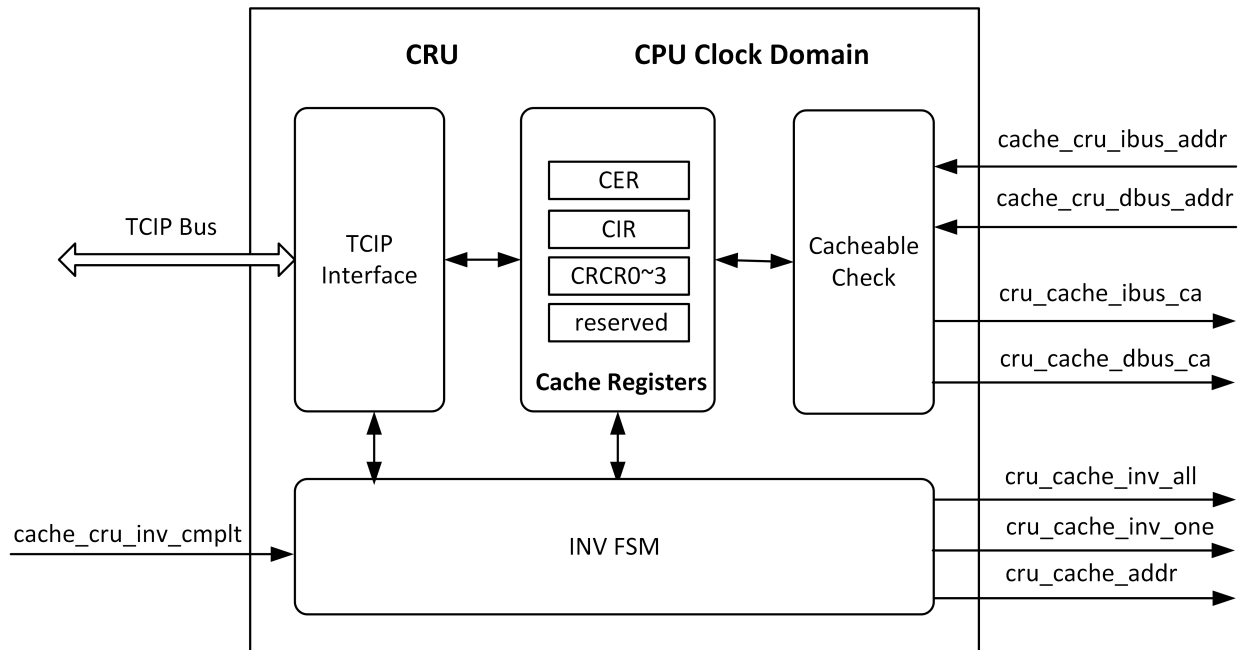 CRU
CPU Clock Domain
TCIP Bus
TCIP
Interface
CER
CIR
CRCR0~3
reserved
Cache Registers
Cacheable
Check
cache_cru_ibus_addr
cache_cru_dbus_addr
cru_cache_ibus_ca
cru_cache_dbus_ca
cache_cru_inv_cmplt
INV FSM
cru_cache_inv_all
cru_cache_inv_one
cru_cache_addr